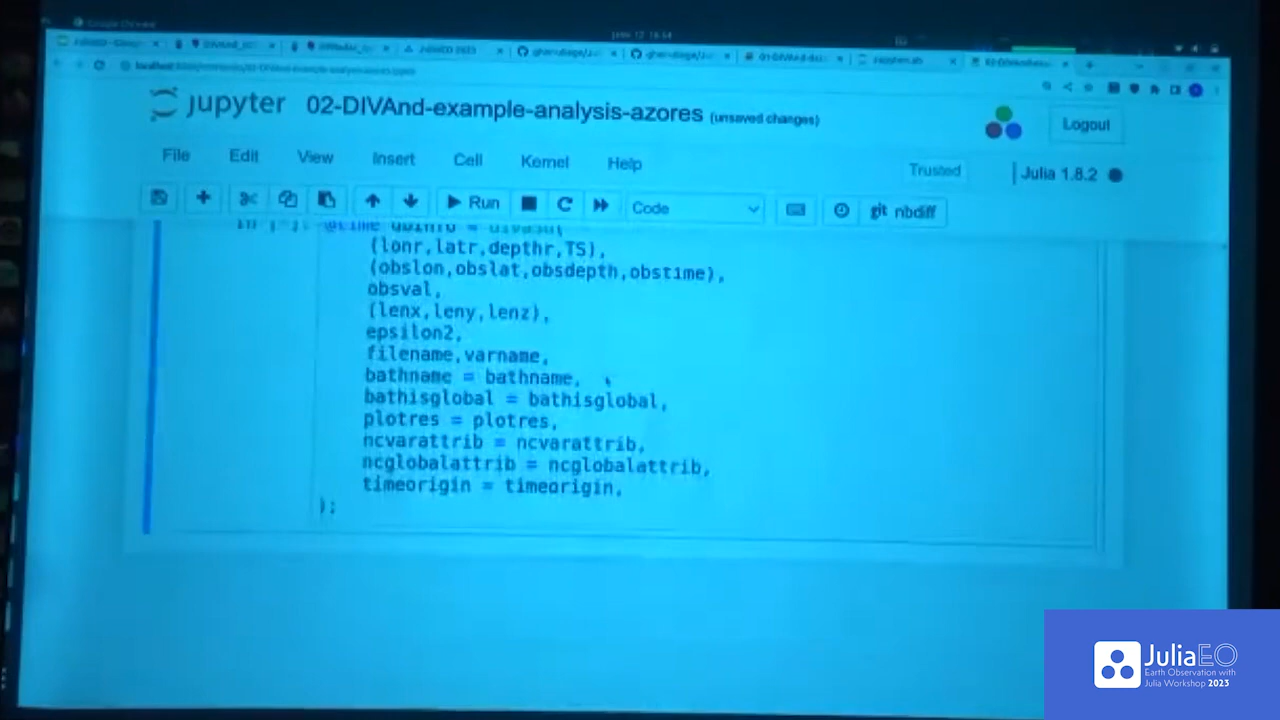 jupyter 02-DIVAnd-example-analysis-azores (unsaved changes)
Logout
File Edit View Insert Cell Kernel Help
Trusted
Julia 1.8.2
Run
Code
git nbdiff
(lonr,latr,depthr,TS),
(obslon,obslat,obsdepth,obstime),
obsval,
(lenx,leny,lenz),
epsilon2,
filename,varname,
bathname = bathname,
bathisglobal = bathisglobal,
plotres = plotres,
ncvarattrib = ncvarattrib,
ncglobalattrib = ncglobalattrib,
timeorigin = timeorigin,
);
JuliaEO
Earth Observation with
Julia Workshop 2023